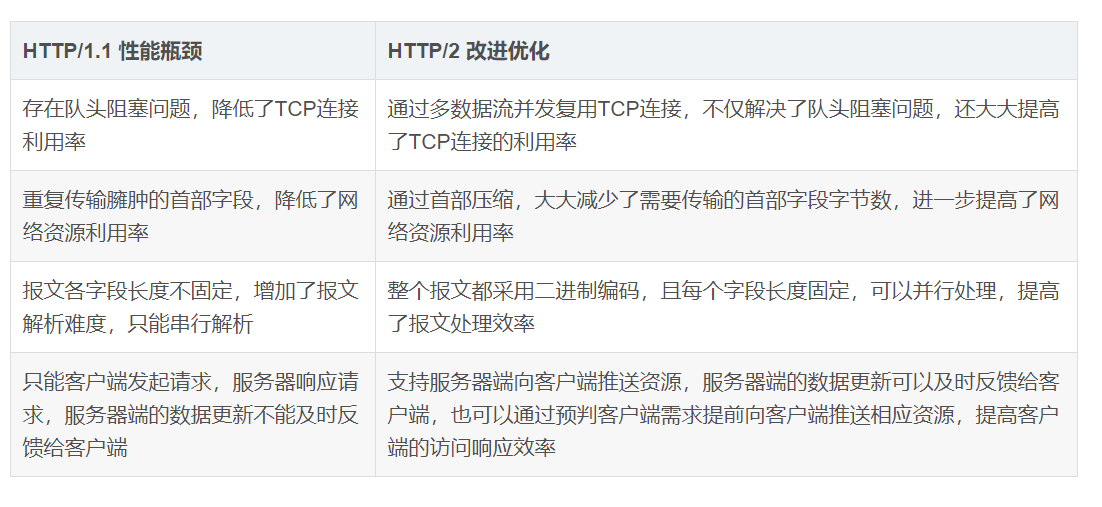 HTTP/1.1 性能瓶颈
HTTP/2 改进优化
存在队头阻塞问题，降低了TCP连接
利用率
通过多数据流并发复用TCP连接，不仅解决了队头阻塞问题，还大大提高
了TCP连接的利用率
重复传输臃肿的首部字段，降低了网
络资源利用率
通过首部压缩，大大减少了需要传输的首部字段字节数，进一步提高了网
络资源利用率
报文各字段长度不固定，增加了报文
解析难度，只能串行解析
整个报文都采用二进制编码，且每个字段长度固定，可以并行处理，提高
了报文处理效率
只能客户端发起请求，服务器响应请
求，服务器端的数据更新不能及时反
馈给客户端
支持服务器端向客户端推送资源，服务器端的数据更新可以及时反馈给客
户端，也可以通过预判客户端需求提前向客户端推送相应资源，提高客户
端的访问响应效率